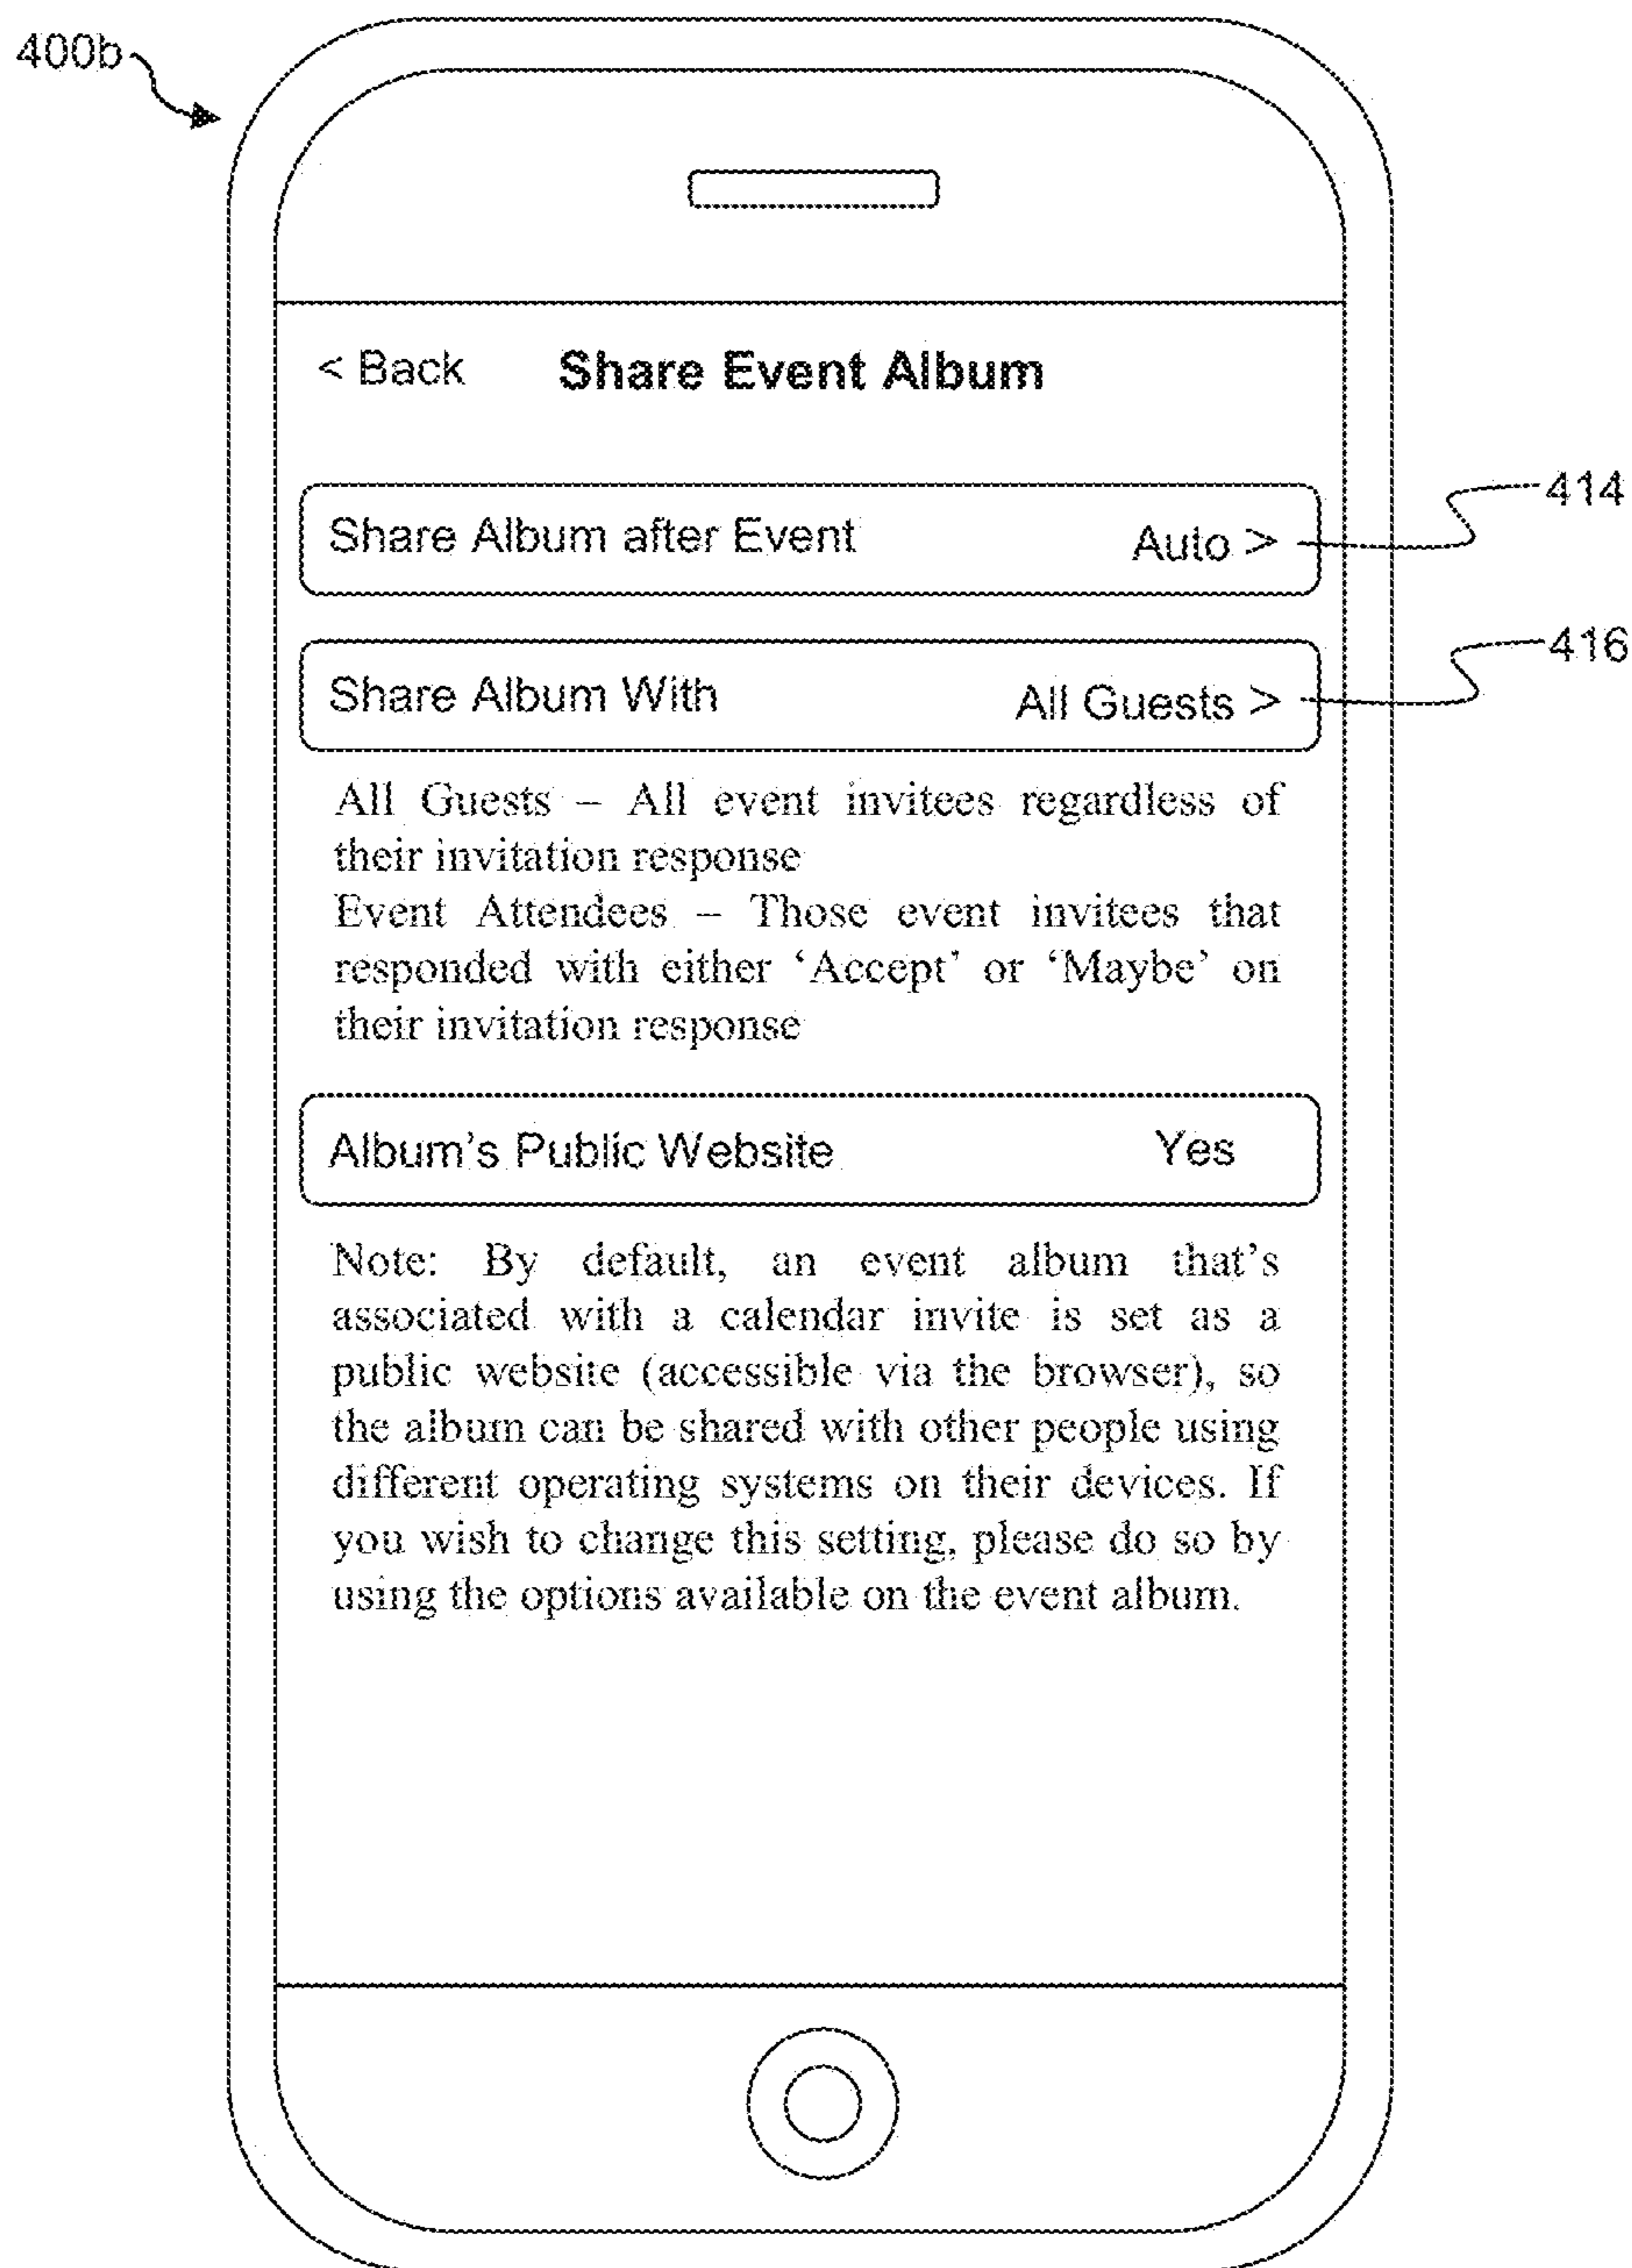 400b
< Back Share Event Album
Share Album after Event Auto >
414
Share Album With All Guests >
416
All Guests – All event invitees regardless of
their invitation response
Event Attendees – Those event invitees that
responded with either ‘Accept’ or ‘Maybe’ on
their invitation response
Album’s Public Website Yes
Note: By default, an event album that’s
associated with a calendar invite is set as a
public website (accessible via the browser), so
the album can be shared with other people using
different operating systems on their devices. If
you wish to change this setting, please do so by
using the options available on the event album.